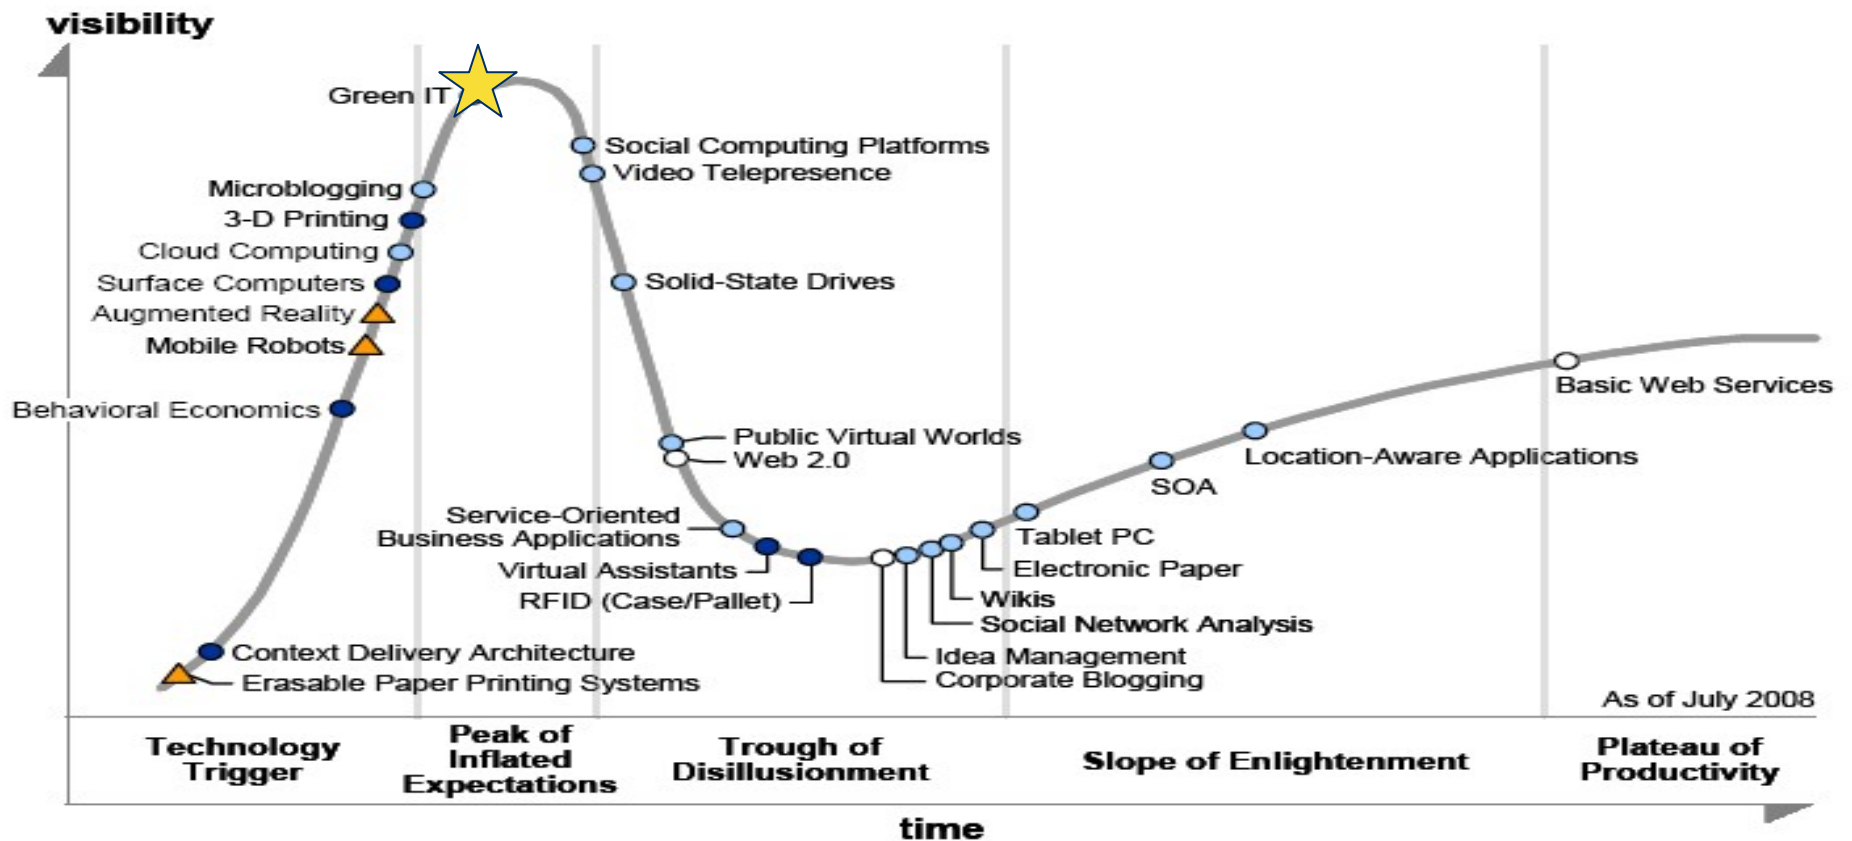 visibility
Green IT
Social Computing Platforms
Video Telepresence
Microblogging
3-D Printing
Cloud Computing
Surface Computers
Solid-State Drives
Augmented Reality
Mobile Robots
Basic Web Services
Behavioral Economics
Public Virtual Worlds
Web 2.0
Location-Aware Applications
SOA
Service-Oriented
Business Applications
Tablet PC
Virtual Assistants
Electronic Paper
RFID (Case/Pallet)
Wikis
Social Network Analysis
Context Delivery Architecture
Idea Management
Corporate Blogging
Erasable Paper Printing Systems
As of July 2008
Technology
Trigger
Peak of
Inflated
Expectations
Trough of
Disillusionment
Slope of Enlightenment
Plateau of
Productivity
time